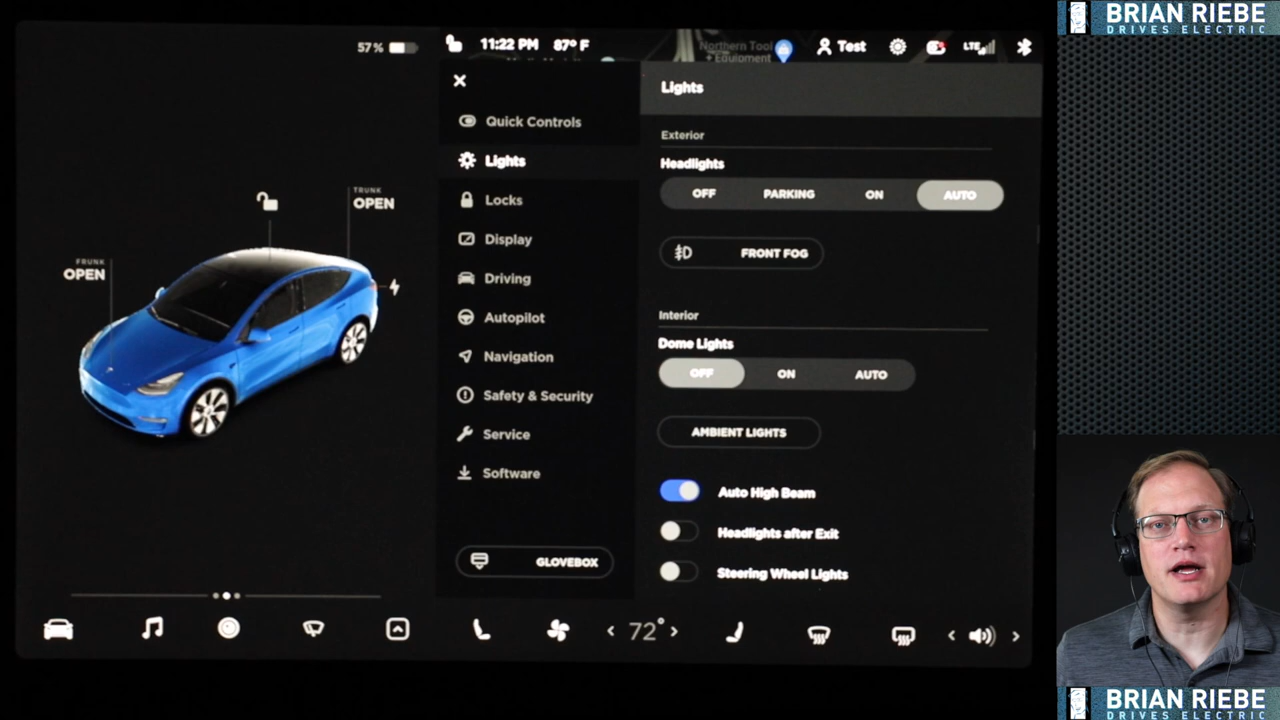 57%
11:22 PM
87° F
Northern Tool
+ Equipment
Test
LTE
TRUNK
OPEN
FRUNK
OPEN
Quick Controls
Lights
Locks
Display
Driving
Autopilot
Navigation
Safety & Security
Service
Software
GLOVEBOX
Lights
Exterior
Headlights
OFF PARKING ON AUTO
FRONT FOG
Interior
Dome Lights
OFF ON AUTO
AMBIENT LIGHTS
Auto High Beam
Headlights after Exit
Steering Wheel Lights
72°
BRIAN RIEBE
DRIVES ELECTRIC
BRIAN RIEBE
DRIVES ELECTRIC